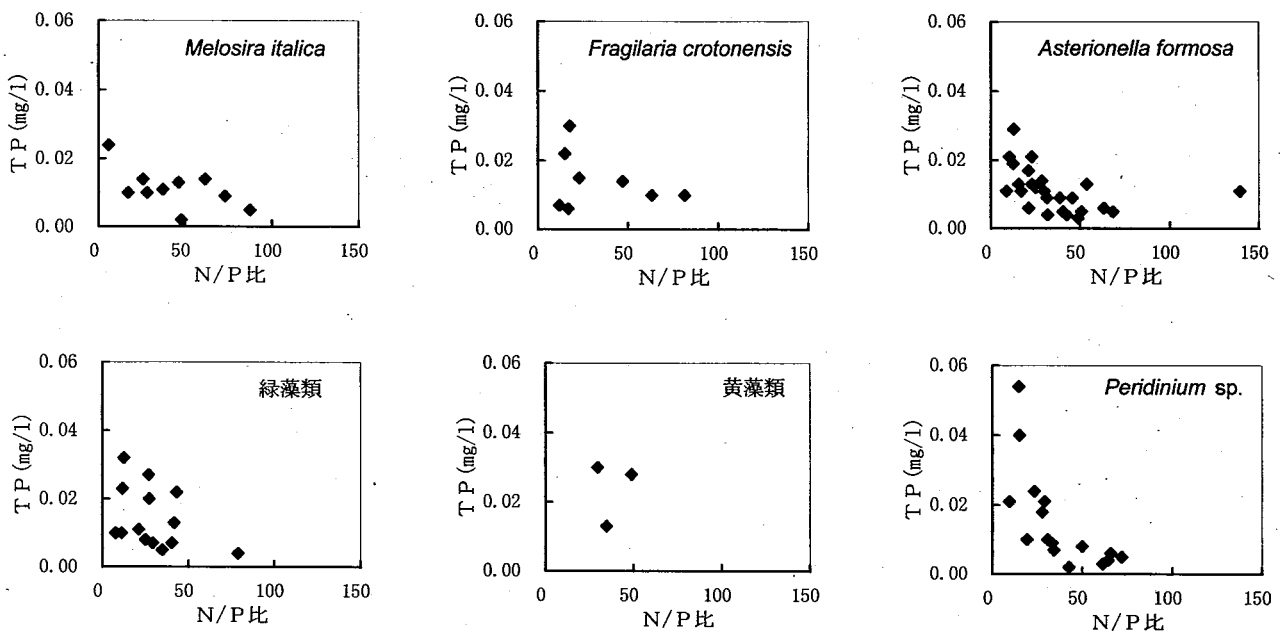 Melosira italica
0.06
0.04
0.02
0.00
TP(mg/l)
0 50 100 150
N/P比
Fragilaria crotonensis
0.06
0.04
0.02
0.00
TP(mg/l)
0 50 100 150
N/P比
Asterionella formosa
0.06
0.04
0.02
0.00
TP(mg/l)
0 50 100 150
N/P比
緑藻類
0.06
0.04
0.02
0.00
TP(mg/l)
0 50 100 150
N/P比
黄藻類
0.06
0.04
0.02
0.00
TP(mg/l)
0 50 100 150
N/P比
Peridinium sp.
0.06
0.04
0.02
0.00
TP(mg/l)
0 50 100 150
N/P比